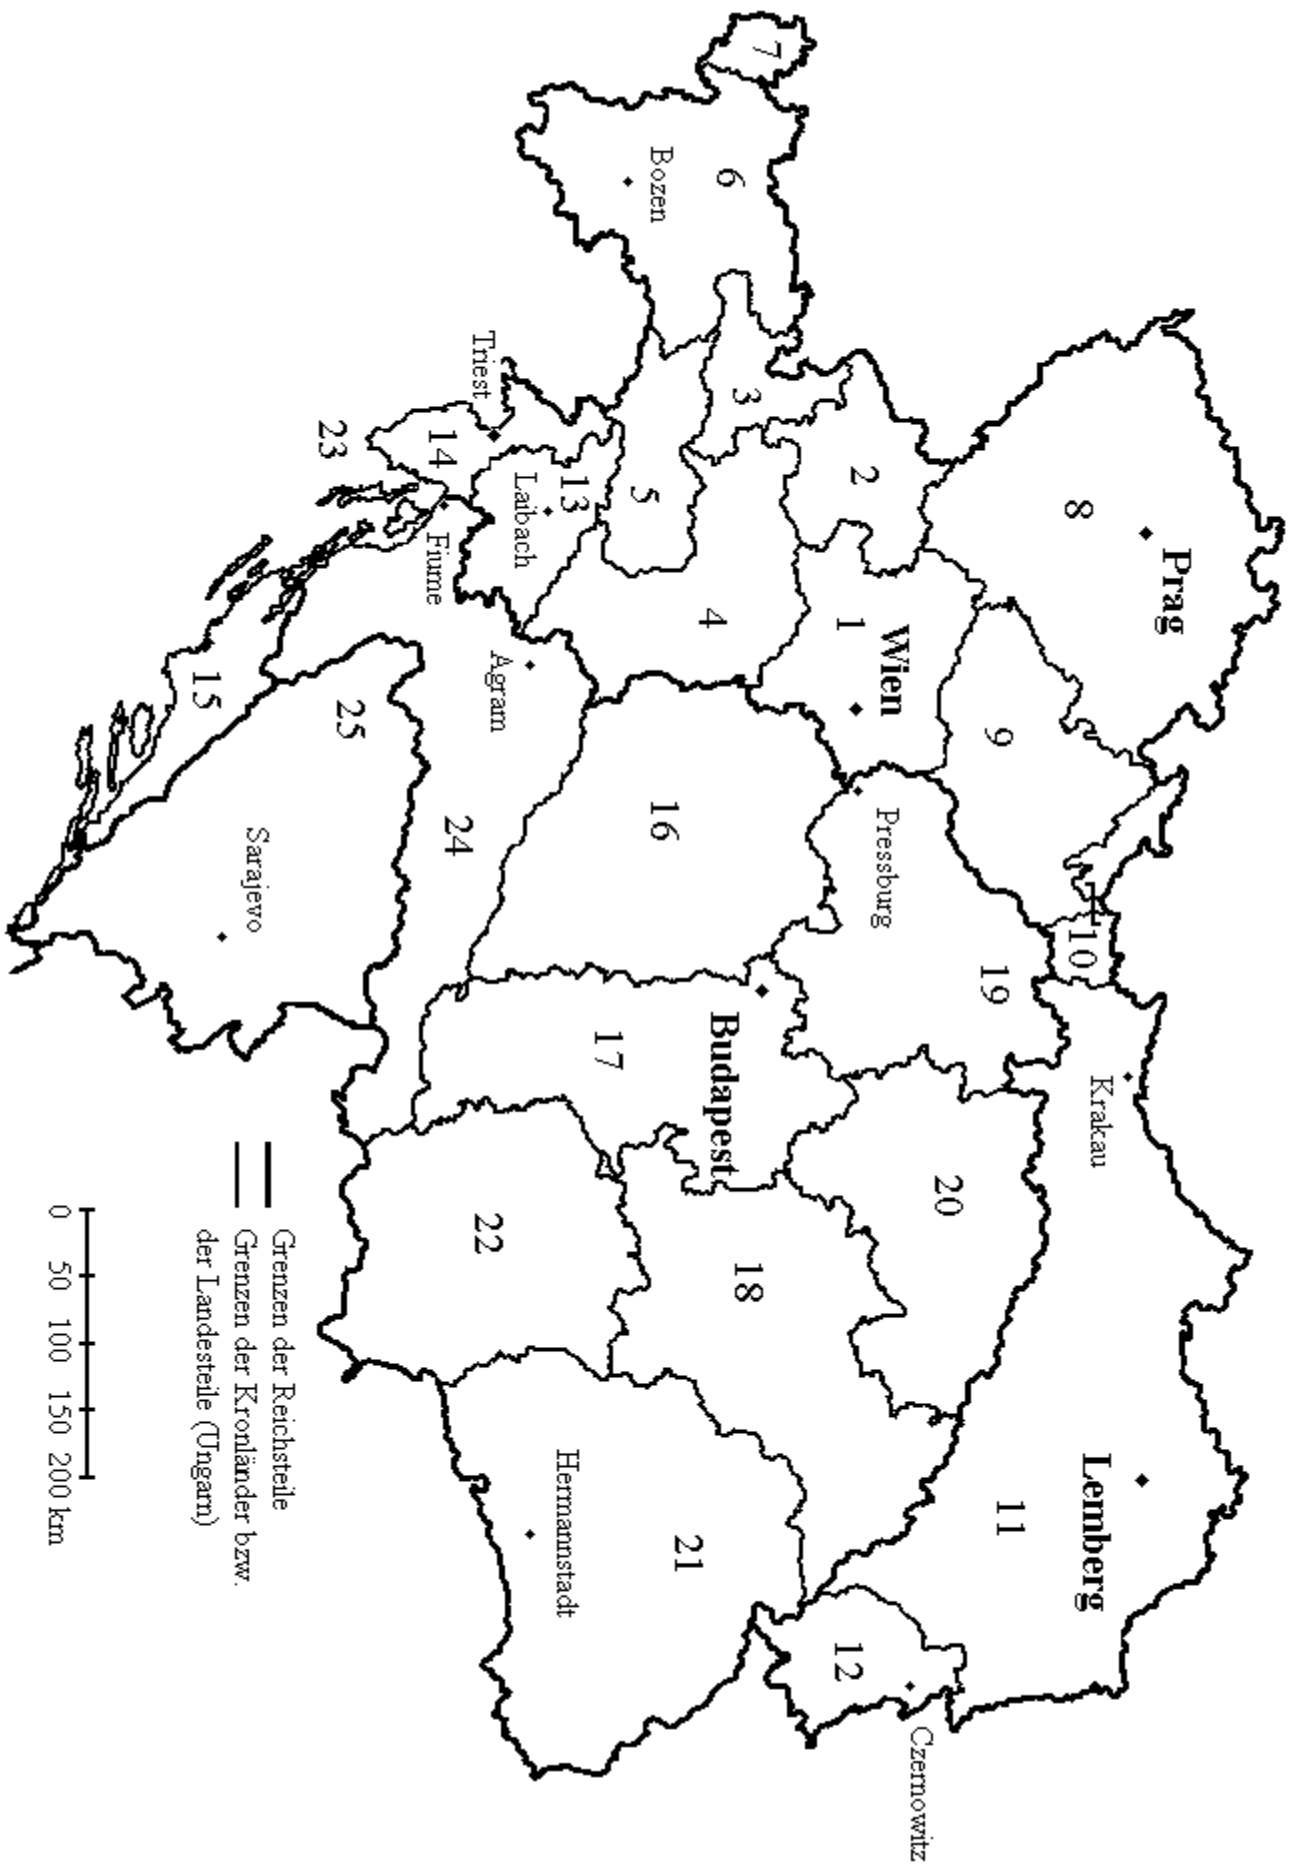 Prag
8
9
10
Krakau
Lemberg
11
19
Wien
1
2
3
Pressburg
20
Czernowitz
12
7
6
Bozen
4
5
16
Budapest
18
21
17
13
Laibach
Triest
14
Fiume
Agram
22
Hermannstadt
23
24
25
15
Sarajevo
Grenzen der Reichsteile
Grenzen der Kronländer bzw.
der Landesteile (Ungarn)
0 50 100 150 200 km